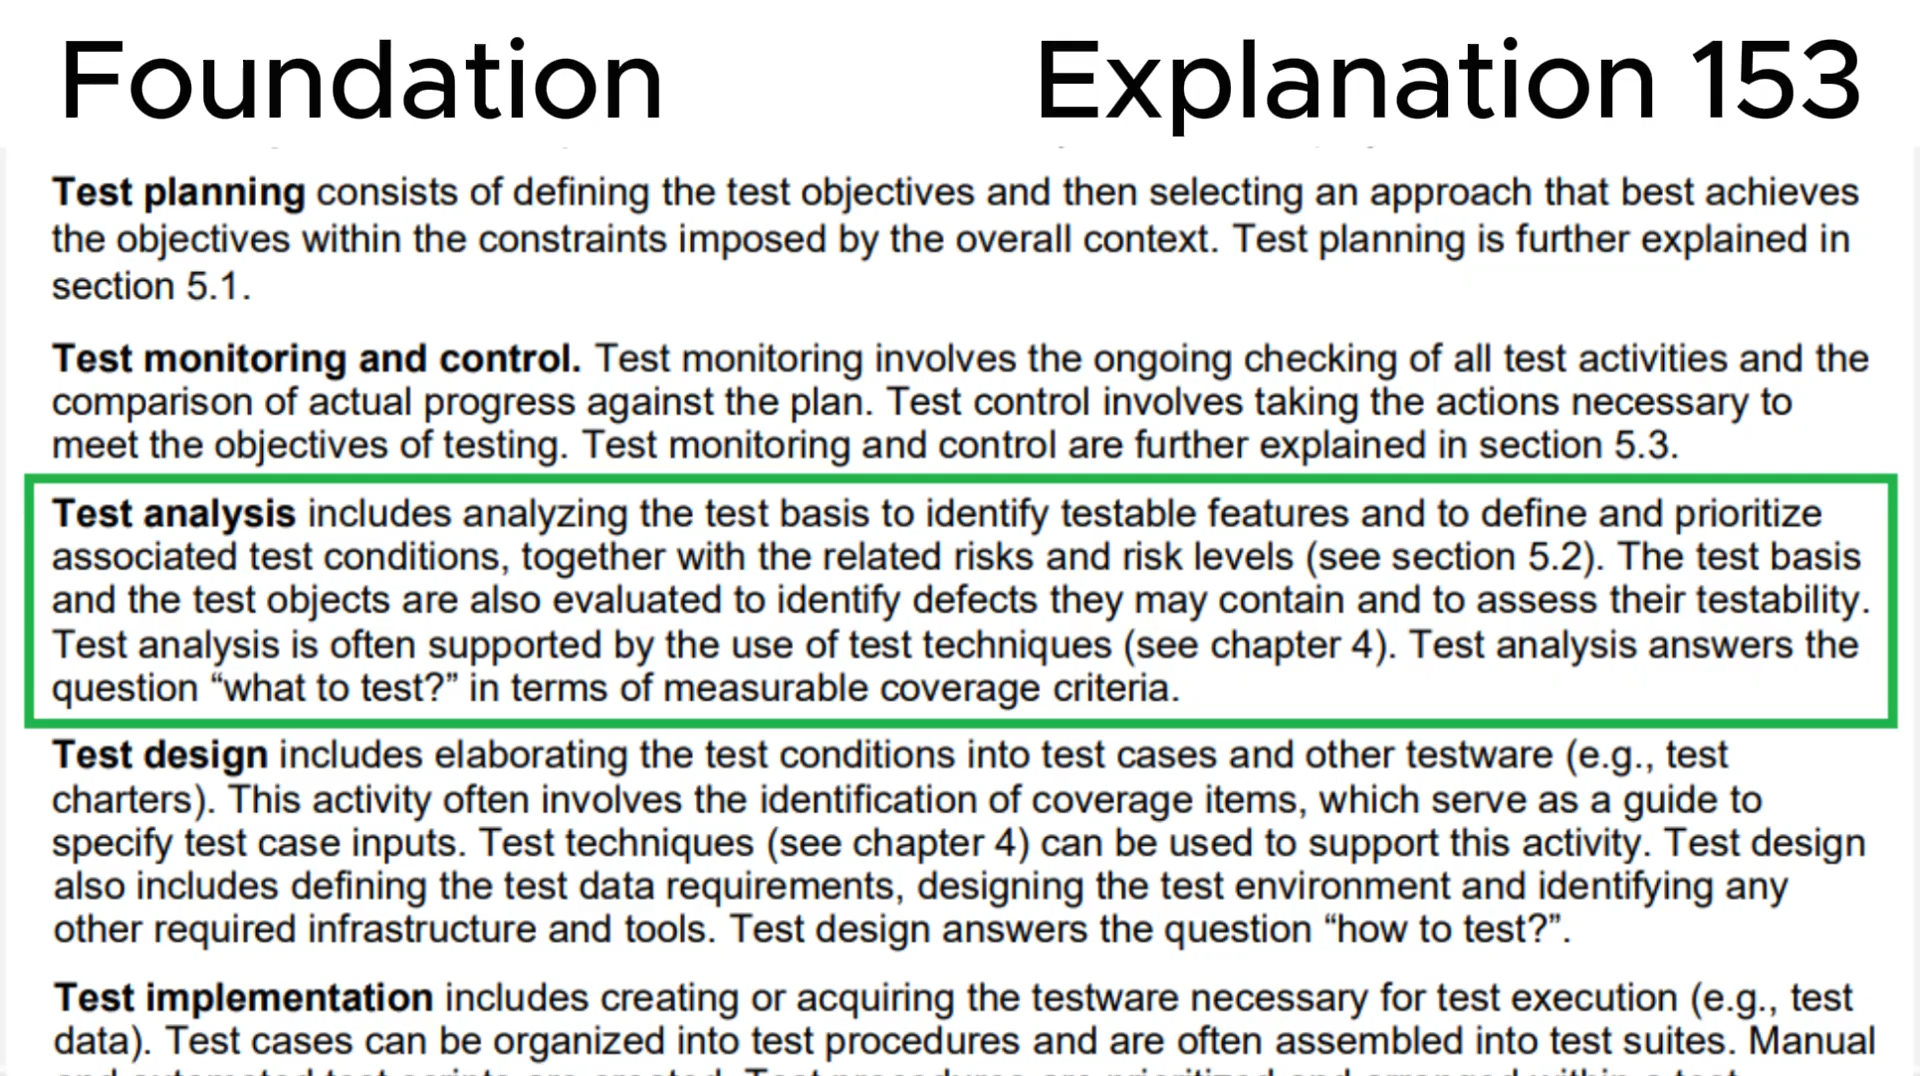 Foundation
Explanation 153
Test planning consists of defining the test objectives and then selecting an approach that best achieves
the objectives within the constraints imposed by the overall context. Test planning is further explained in
section 5.1.
Test monitoring and control. Test monitoring involves the ongoing checking of all test activities and the
comparison of actual progress against the plan. Test control involves taking the actions necessary to
meet the objectives of testing. Test monitoring and control are further explained in section 5.3.
Test analysis includes analyzing the test basis to identify testable features and to define and prioritize
associated test conditions, together with the related risks and risk levels (see section 5.2). The test basis
and the test objects are also evaluated to identify defects they may contain and to assess their testability.
Test analysis is often supported by the use of test techniques (see chapter 4). Test analysis answers the
question “what to test?” in terms of measurable coverage criteria.
Test design includes elaborating the test conditions into test cases and other testware (e.g., test
charters). This activity often involves the identification of coverage items, which serve as a guide to
specify test case inputs. Test techniques (see chapter 4) can be used to support this activity. Test design
also includes defining the test data requirements, designing the test environment and identifying any
other required infrastructure and tools. Test design answers the question “how to test?”.
Test implementation includes creating or acquiring the testware necessary for test execution (e.g., test
data). Test cases can be organized into test procedures and are often assembled into test suites. Manual